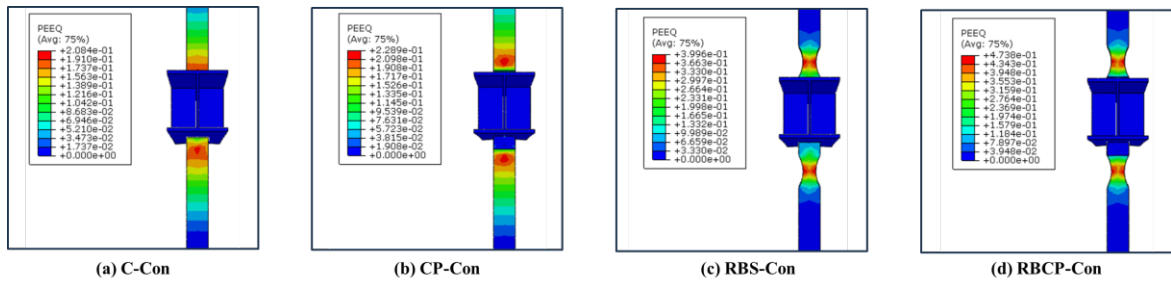 PEEQ
(Avg: 75%)
+2.084e-01
+1.910e-01
+1.737e-01
+1.563e-01
+1.389e-01
+1.216e-01
+1.042e-01
+8.683e-02
+6.946e-02
+5.210e-02
+3.473e-02
+1.737e-02
+0.000e+00
(a) C-Con
PEEQ
(Avg: 75%)
+2.289e-01
+2.098e-01
+1.908e-01
+1.717e-01
+1.526e-01
+1.335e-01
+1.145e-01
+9.539e-02
+7.631e-02
+5.723e-02
+3.815e-02
+1.908e-02
+0.000e+00
(b) CP-Con
PEEQ
(Avg: 75%)
+3.996e-01
+3.663e-01
+3.330e-01
+2.997e-01
+2.664e-01
+2.331e-01
+1.998e-01
+1.665e-01
+1.332e-01
+9.989e-02
+6.659e-02
+3.330e-02
+0.000e+00
(c) RBS-Con
PEEQ
(Avg: 75%)
+4.738e-01
+4.343e-01
+3.948e-01
+3.553e-01
+3.159e-01
+2.764e-01
+2.369e-01
+1.974e-01
+1.579e-01
+1.184e-01
+7.897e-02
+3.948e-02
+0.000e+00
(d) RBCP-Con